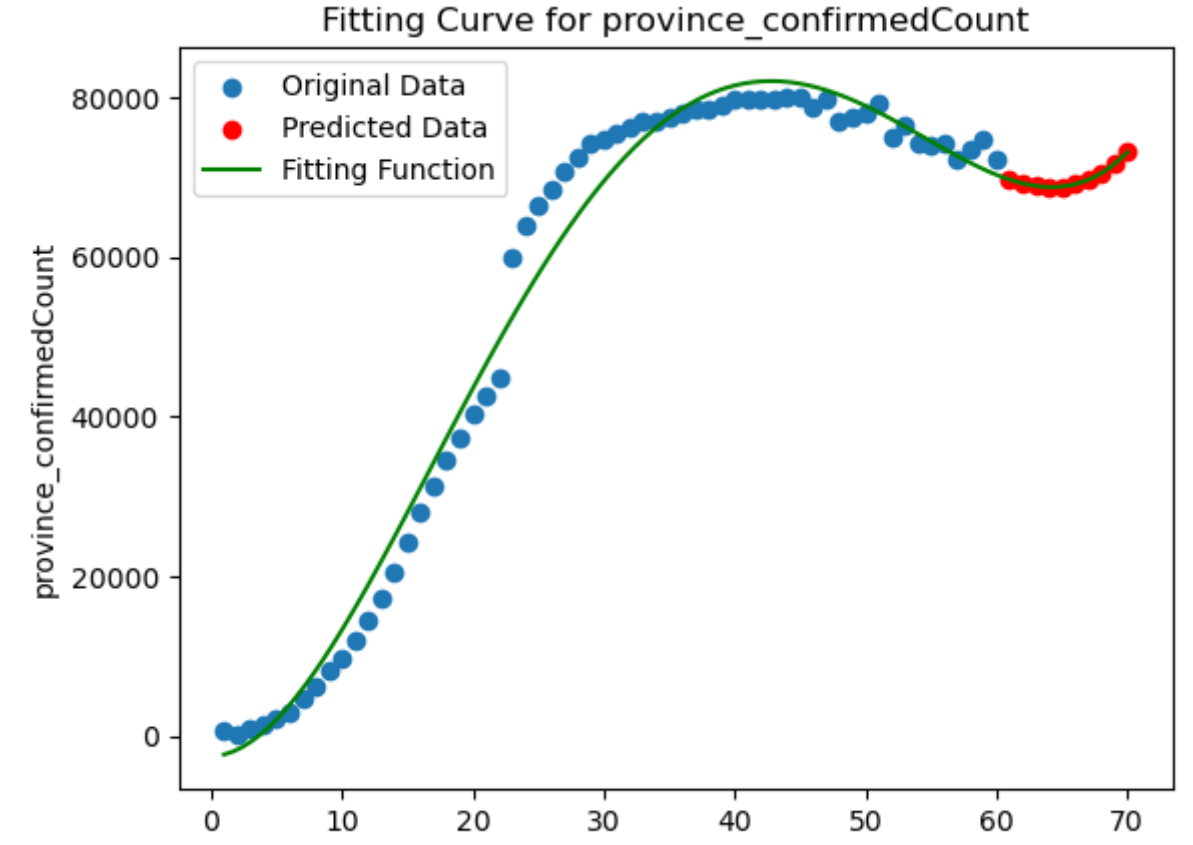 Fitting Curve for province_confirmedCount
Original Data
Predicted Data
Fitting Function
province_confirmedCount
80000
60000
40000
20000
0
0 10 20 30 40 50 60 70